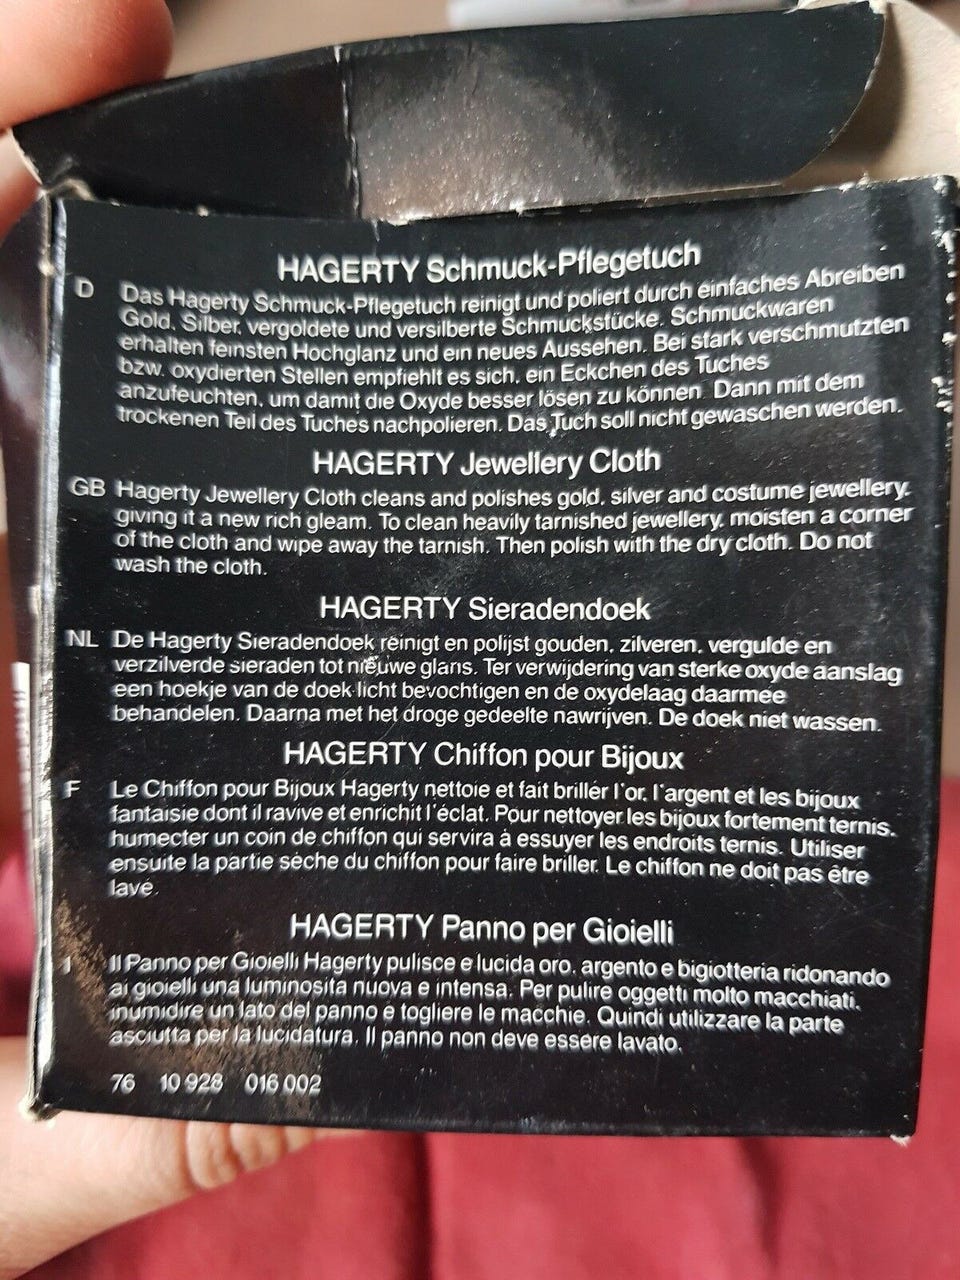 HAGERTY Schmuck-Pflegetuch
D Das Hagerty Schmuck-Pflegetuch reinigt und poliert durch einfaches Abreiben
Gold, Silber, vergoldete und versilberte Schmuckstücke. Schmuckwaren
erhalten feinsten Hochglanz und ein neues Aussehen. Bei stark verschmutzten
bzw. oxydierten Stellen empfiehlt es sich, ein Eckchen des Tuches
anzufeuchten, um damit die Oxyde besser lösen zu können. Dann mit dem
trockenen Teil des Tuches nachpolieren. Das Tuch soll nicht gewaschen werden.
HAGERTY Jewellery Cloth
GB Hagerty Jewellery Cloth cleans and polishes gold, silver and costume jewellery,
giving it a new rich gleam. To clean heavily tarnished jewellery, moisten a corner
of the cloth and wipe away the tarnish. Then polish with the dry cloth. Do not
wash the cloth.
HAGERTY Sieradendoek
NL De Hagerty Sieradendoek reinigt en polijst gouden, zilveren, vergulde en
verzilverde sieraden tot nieuwe glans. Ter verwijdering van sterke oxyde aanslag
een hoekje van de doek licht bevochtigen en de oxydelaag daarmee
behandelen. Daarna met het droge gedeelte nawrijven. De doek niet wassen.
HAGERTY Chiffon pour Bijoux
F Le Chiffon pour Bijoux Hagerty nettoie et fait briller l'or, l'argent et les bijoux
fantaisie dont il ravive et enrichit l'éclat. Pour nettoyer les bijoux fortement ternis,
humecter un coin de chiffon qui servira à essuyer les endroits ternis. Utiliser
ensuite la partie sèche du chiffon pour faire briller. Le chiffon ne doit pas être
lavé.
HAGERTY Panno per Gioielli
I Il Panno per Gioielli Hagerty pulisce e lucida oro, argento e bigiotteria ridonando
ai gioielli una luminosità nuova e intensa. Per pulire oggetti molto macchiati,
inumidire un lato del panno e togliere le macchie. Quindi utilizzare la parte
asciutta per la lucidatura. Il panno non deve essere lavato.
76 10 928 016 002